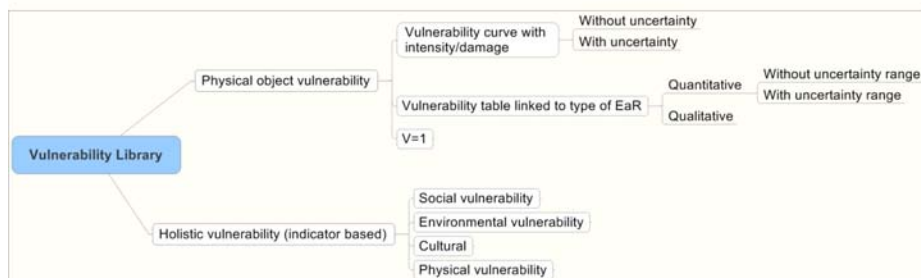 Vulnerability Library
Physical object vulnerability
Vulnerability curve with
intensity/damage
Without uncertainty
With uncertainty
Vulnerability table linked to type of EaR
Quantitative
Without uncertainty range
With uncertainty range
Qualitative
V=1
Holistic vulnerability (indicator based)
Social vulnerability
Environmental vulnerability
Cultural
Physical vulnerability